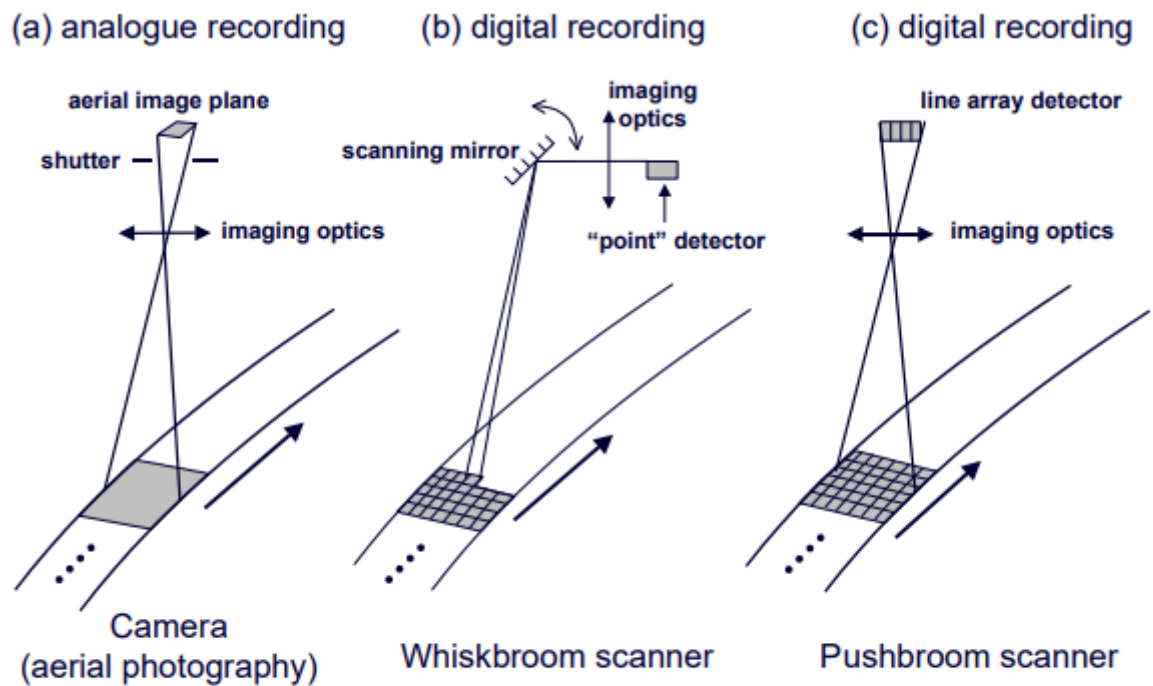 (a) analogue recording
(b) digital recording
(c) digital recording
aerial image plane
shutter
imaging optics
scanning mirror
imaging
optics
“point” detector
line array detector
imaging optics
Camera
(aerial photography)
Whiskbroom scanner
Pushbroom scanner